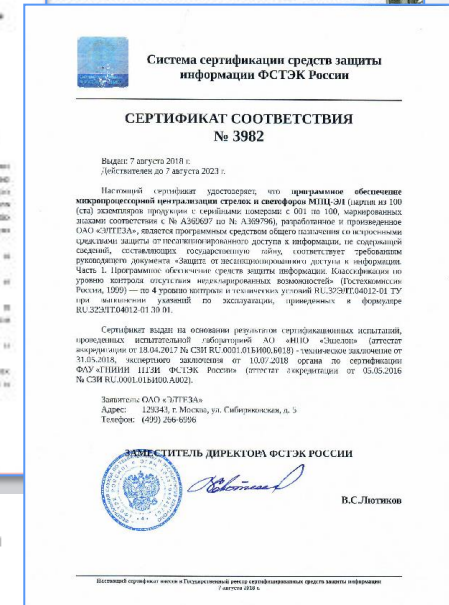 Система сертификации средств защиты
информации ФСТЭК России
СЕРТИФИКАТ СООТВЕТСТВИЯ
№ 3982
Выдан: 7 августа 2018 г.
Действителен до 7 августа 2023 г.
Настоящий сертификат удостоверяет, что программное обеспечение
микропроцессорной централизации стрелок и светофоров МПЦ-ЭЛ (партия из 100
(ста) экземпляров продукции с серийными номерами с 001 по 100, маркированных
знаками соответствия с № А369697 по № А369796), разработанное и произведенное
ОАО «ЭЛТЕЗА», является программным средством общего назначения со встроенными
средствами защиты от несанкционированного доступа к информации, не содержащей
сведений, составляющих государственную тайну, соответствует требованиям
руководящего документа «Защита от несанкционированного доступа к информации.
Часть 1. Программное обеспечение средств защиты информации. Классификация по
уровню контроля отсутствия недекларированных возможностей» (Гостехкомиссия
России, 1999) — по 4 уровню контроля и технических условий RU.32ЭЛТ.04012-01 ТУ
при выполнении указаний по эксплуатации, приведенных в формуляре
RU.32ЭЛТ.04012-01.30 01.
Сертификат выдан на основании результатов сертификационных испытаний,
проведенных испытательной лабораторией АО «НПО «Эшелон» (аттестат
аккредитации от 18.04.2017 № СЗИ RU.0001.01БИ00.Б018) - техническое заключение от
31.05.2018, экспертного заключения от 10.07.2018 органа по сертификации
ФАУ «ГНИИИ ПТЗИ ФСТЭК России» (аттестат аккредитации от 05.05.2016
№ СЗИ RU.0001.01БИ00.А002).
Заявитель: ОАО «ЭЛТЕЗА»
Адрес: 129343, г. Москва, ул. Сибиряковская, д. 5
Телефон: (499) 266-6996
ЗАМЕСТИТЕЛЬ ДИРЕКТОРА ФСТЭК РОССИИ
В.С.Лютиков
Настоящий сертификат внесен в Государственный реестр сертифицированных средств защиты информации
7 августа 2018 г.